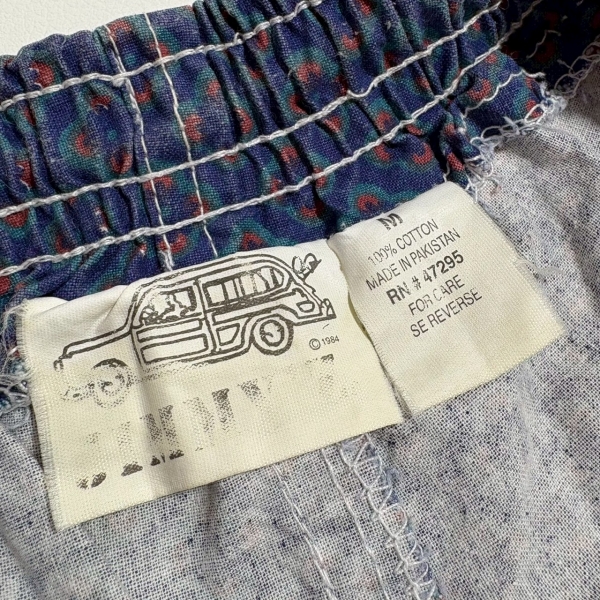 © 1984
M
100% COTTON
MADE IN PAKISTAN
RN # 47295
FOR CARE
SE REVERSE